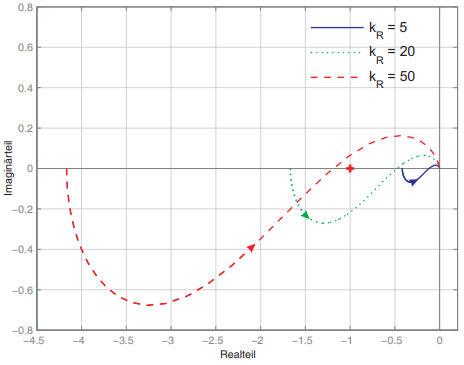 0.8
k_R = 5
0.6
k_R = 20
k_R = 50
0.4
0.2
0
−0.2
−0.4
−0.6
−0.8
Imaginärteil
−4.5 −4 −3.5 −3 −2.5 −2 −1.5 −1 −0.5 0
Realteil